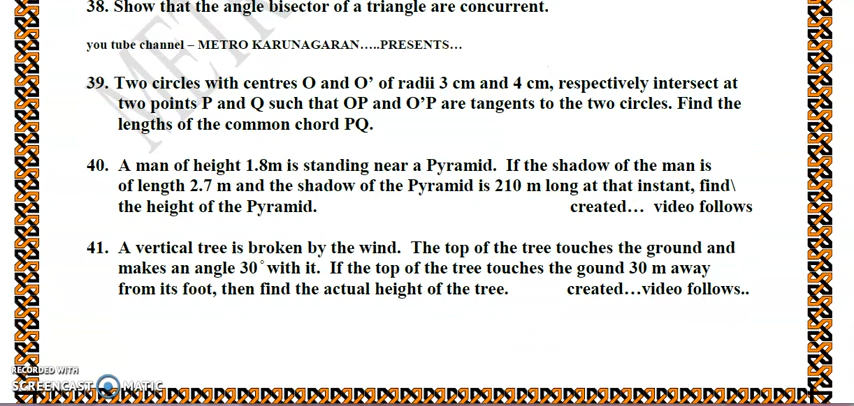 38. Show that the angle bisector of a triangle are concurrent.
you tube channel – METRO KARUNAGARAN…..PRESENTS…
39. Two circles with centres O and O’ of radii 3 cm and 4 cm, respectively intersect at
two points P and Q such that OP and O’P are tangents to the two circles. Find the
lengths of the common chord PQ.
40. A man of height 1.8m is standing near a Pyramid. If the shadow of the man is
of length 2.7 m and the shadow of the Pyramid is 210 m long at that instant, find\
the height of the Pyramid. created… video follows
41. A vertical tree is broken by the wind. The top of the tree touches the ground and
makes an angle 30° with it. If the top of the tree touches the gound 30 m away
from its foot, then find the actual height of the tree. created…video follows..
RECORDED WITH
SCREENCAST MATIC